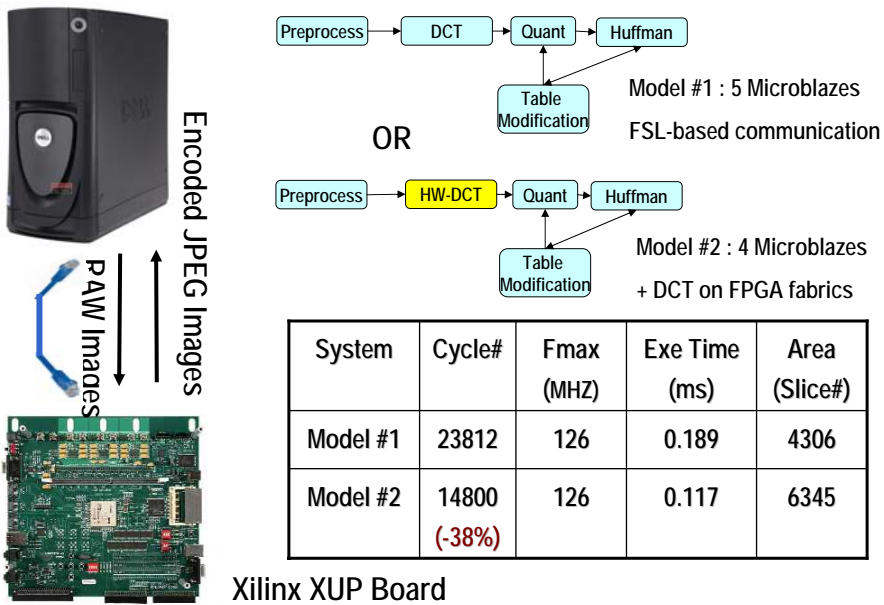 Preprocess
DCT
Quant
Huffman
Table
Modification
Model #1 : 5 Microblazes
FSL-based communication
OR
Preprocess
HW-DCT
Quant
Huffman
Table
Modification
Model #2 : 4 Microblazes
+ DCT on FPGA fabrics
Encoded JPEG Images
RAW Images
System Cycle# Fmax (MHZ) Exe Time (ms) Area (Slice#)
Model #1 23812 126 0.189 4306
Model #2 14800 (-38%) 126 0.117 6345
Xilinx XUP Board